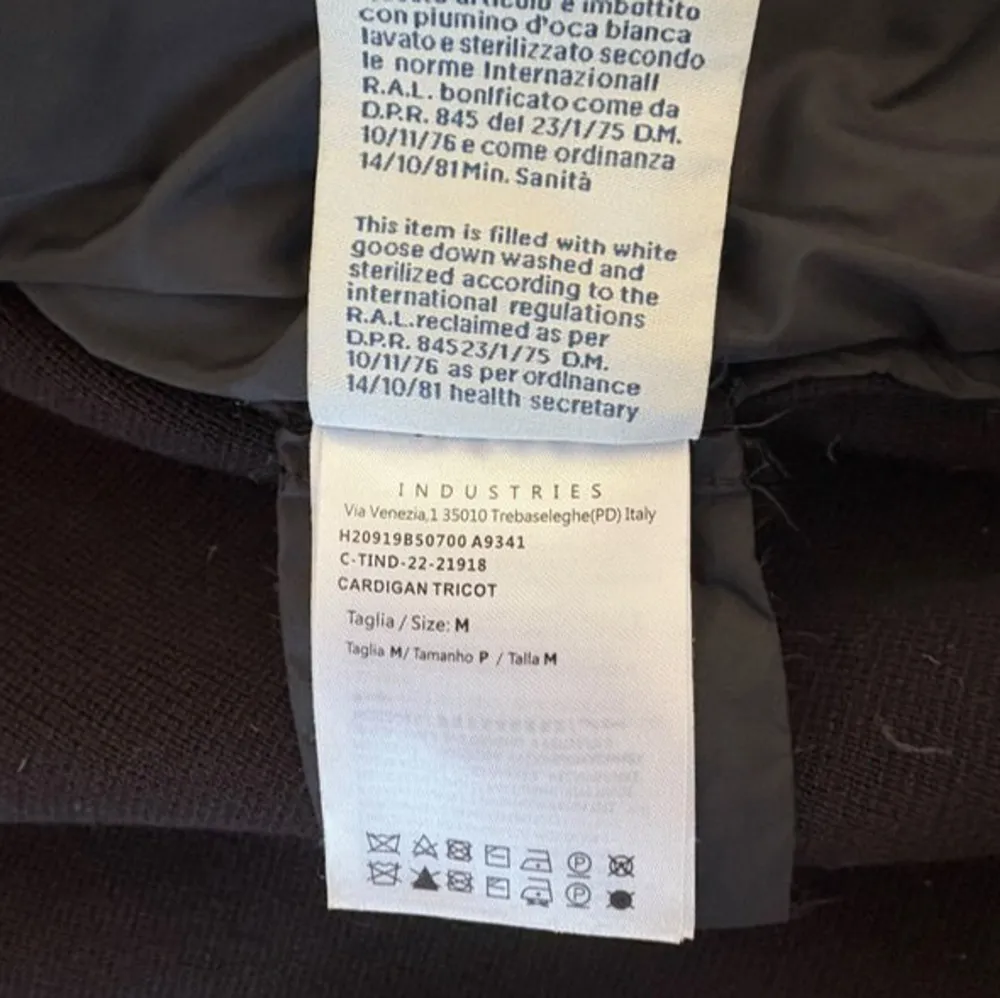 è imbottito
con piumino d'oca bianca
lavato e sterilizzato secondo
le norme Internazionali
R.A.L. bonificato come da
D.P.R. 845 del 23/1/75 D.M.
10/11/76 e come ordinanza
14/10/81 Min. Sanità
This item is filled with white
goose down washed and
sterilized according to the
international regulations
R.A.L.reclaimed as per
D.P.R. 84523/1/75 D.M.
10/11/76 as per ordinance
14/10/81 health secretary
INDUSTRIES
Via Venezia,1 35010 Trebaseleghe(PD) Italy
H20919B50700 A9341
C-TIND-22-21918
CARDIGAN TRICOT
Taglia / Size: M
Taglia M/ Tamanho P / Talla M
P
P